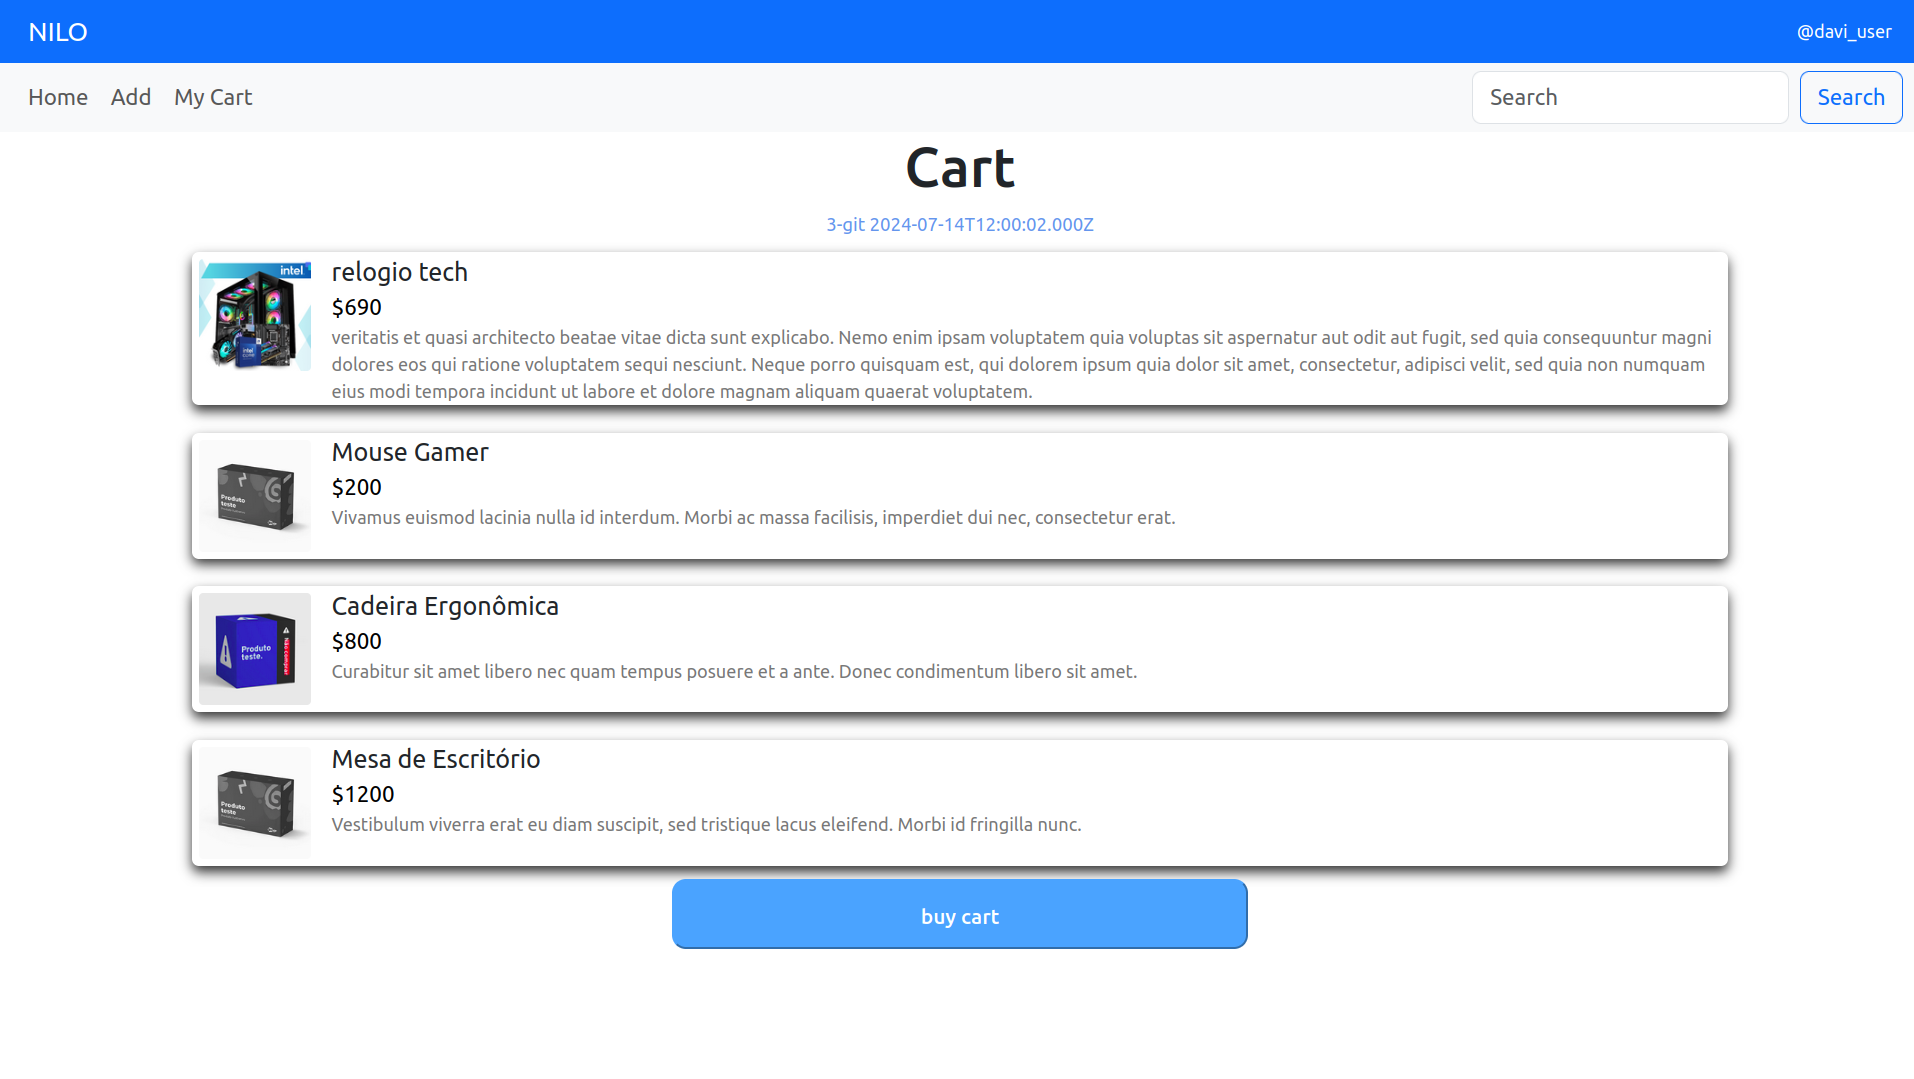 NILO
@davi_user
Home
Add
My Cart
Search
Search
Cart
3-git 2024-07-14T12:00:02.000Z
intel
relogio tech
$690
veritatis et quasi architecto beatae vitae dicta sunt explicabo. Nemo enim ipsam voluptatem quia voluptas sit aspernatur aut odit aut fugit, sed quia consequuntur magni
dolores eos qui ratione voluptatem sequi nesciunt. Neque porro quisquam est, qui dolorem ipsum quia dolor sit amet, consectetur, adipisci velit, sed quia non numquam
eius modi tempora incidunt ut labore et dolore magnam aliquam quaerat voluptatem.
Produto
teste
Mouse Gamer
$200
Vivamus euismod lacinia nulla id interdum. Morbi ac massa facilisis, imperdiet dui nec, consectetur erat.
Produto
teste.
Não comprar!
Cadeira Ergonômica
$800
Curabitur sit amet libero nec quam tempus posuere et a ante. Donec condimentum libero sit amet.
Produto
teste
Mesa de Escritório
$1200
Vestibulum viverra erat eu diam suscipit, sed tristique lacus eleifend. Morbi id fringilla nunc.
buy cart